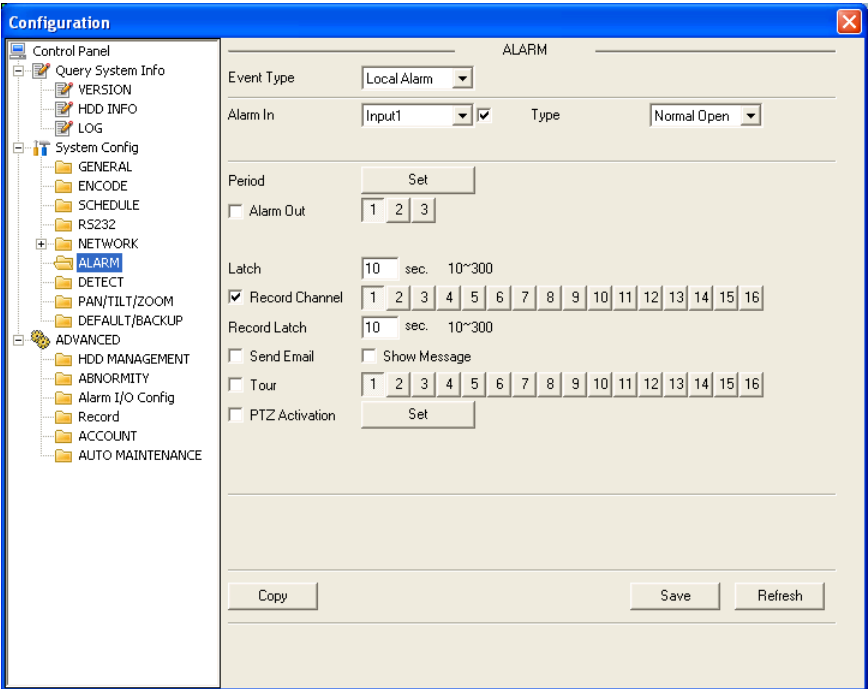 Configuration
Control Panel
Query System Info
VERSION
HDD INFO
LOG
System Config
GENERAL
ENCODE
SCHEDULE
RS232
NETWORK
ALARM
DETECT
PAN/TILT/ZOOM
DEFAULT/BACKUP
ADVANCED
HDD MANAGEMENT
ABNORMITY
Alarm I/O Config
Record
ACCOUNT
AUTO MAINTENANCE
ALARM
Event Type Local Alarm
Alarm In Input1 Type Normal Open
Period Set
Alarm Out 1 2 3
Latch 10 sec. 10~300
Record Channel 1 2 3 4 5 6 7 8 9 10 11 12 13 14 15 16
Record Latch 10 sec. 10~300
Send Email Show Message
Tour 1 2 3 4 5 6 7 8 9 10 11 12 13 14 15 16
PTZ Activation Set
Copy Save Refresh